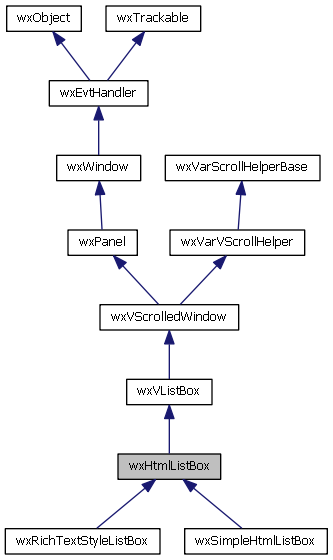 wxObject
wxTrackable
wxEvtHandler
wxWindow
wxVarScrollHelperBase
wxPanel
wxVarVScrollHelper
wxVScrolledWindow
wxVListBox
wxHtmlListBox
wxRichTextStyleListBox
wxSimpleHtmlListBox